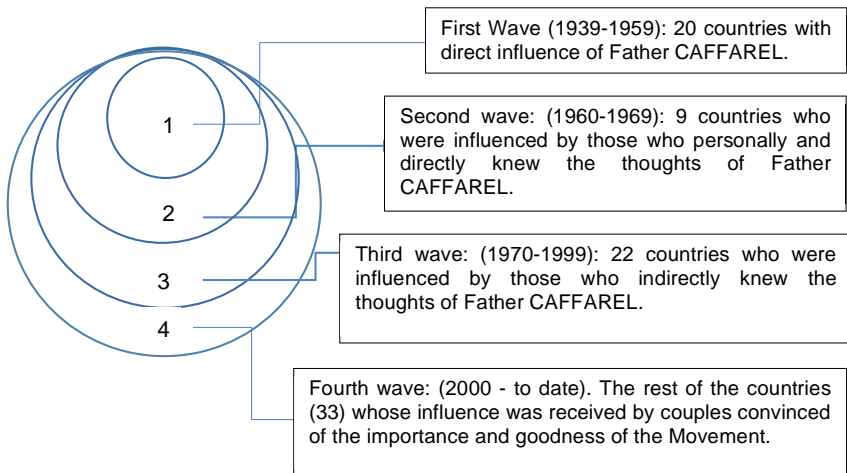 First Wave (1939-1959): 20 countries with
direct influence of Father CAFFAREL.
1
Second wave: (1960-1969): 9 countries who
were influenced by those who personally and
directly knew the thoughts of Father
CAFFAREL.
2
Third wave: (1970-1999): 22 countries who were
influenced by those who indirectly knew the
thoughts of Father CAFFAREL.
3
4
Fourth wave: (2000 - to date). The rest of the countries
(33) whose influence was received by couples convinced
of the importance and goodness of the Movement.